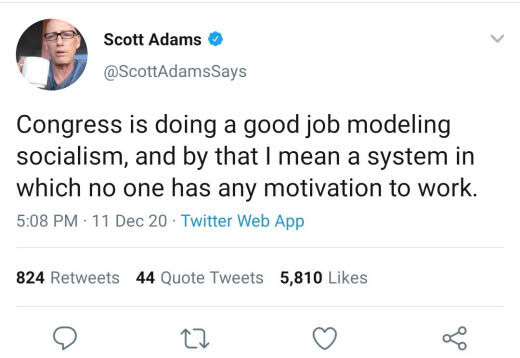 Scott Adams
@ScottAdamsSays
Congress is doing a good job modeling
socialism, and by that I mean a system in
which no one has any motivation to work.
5:08 PM · 11 Dec 20 · Twitter Web App
824 Retweets 44 Quote Tweets 5,810 Likes